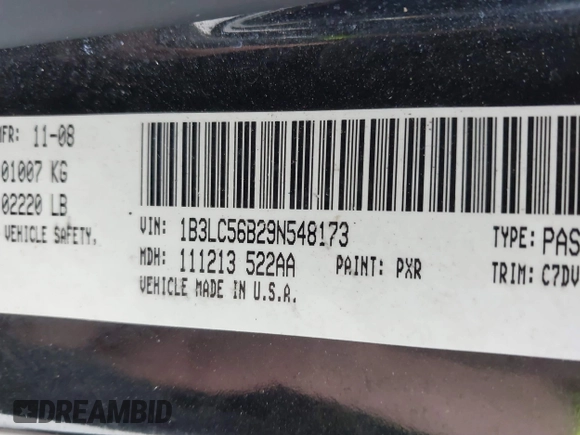 MFR: 11-08
01007 KG
02220 LB
VEHICLE SAFETY,
VIN: 1B3LC56B29N548173
TYPE: PAS
MDH: 111213 522AA
PAINT: PXR
TRIM: C7DV
VEHICLE MADE IN U.S.A.
DREAMBID